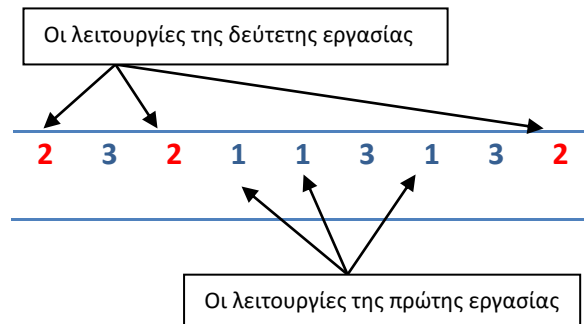 Οι λειτουργίες της δεύτετης εργασίας
2 3 2 1 1 3 1 3 2
Οι λειτουργίες της πρώτης εργασίας